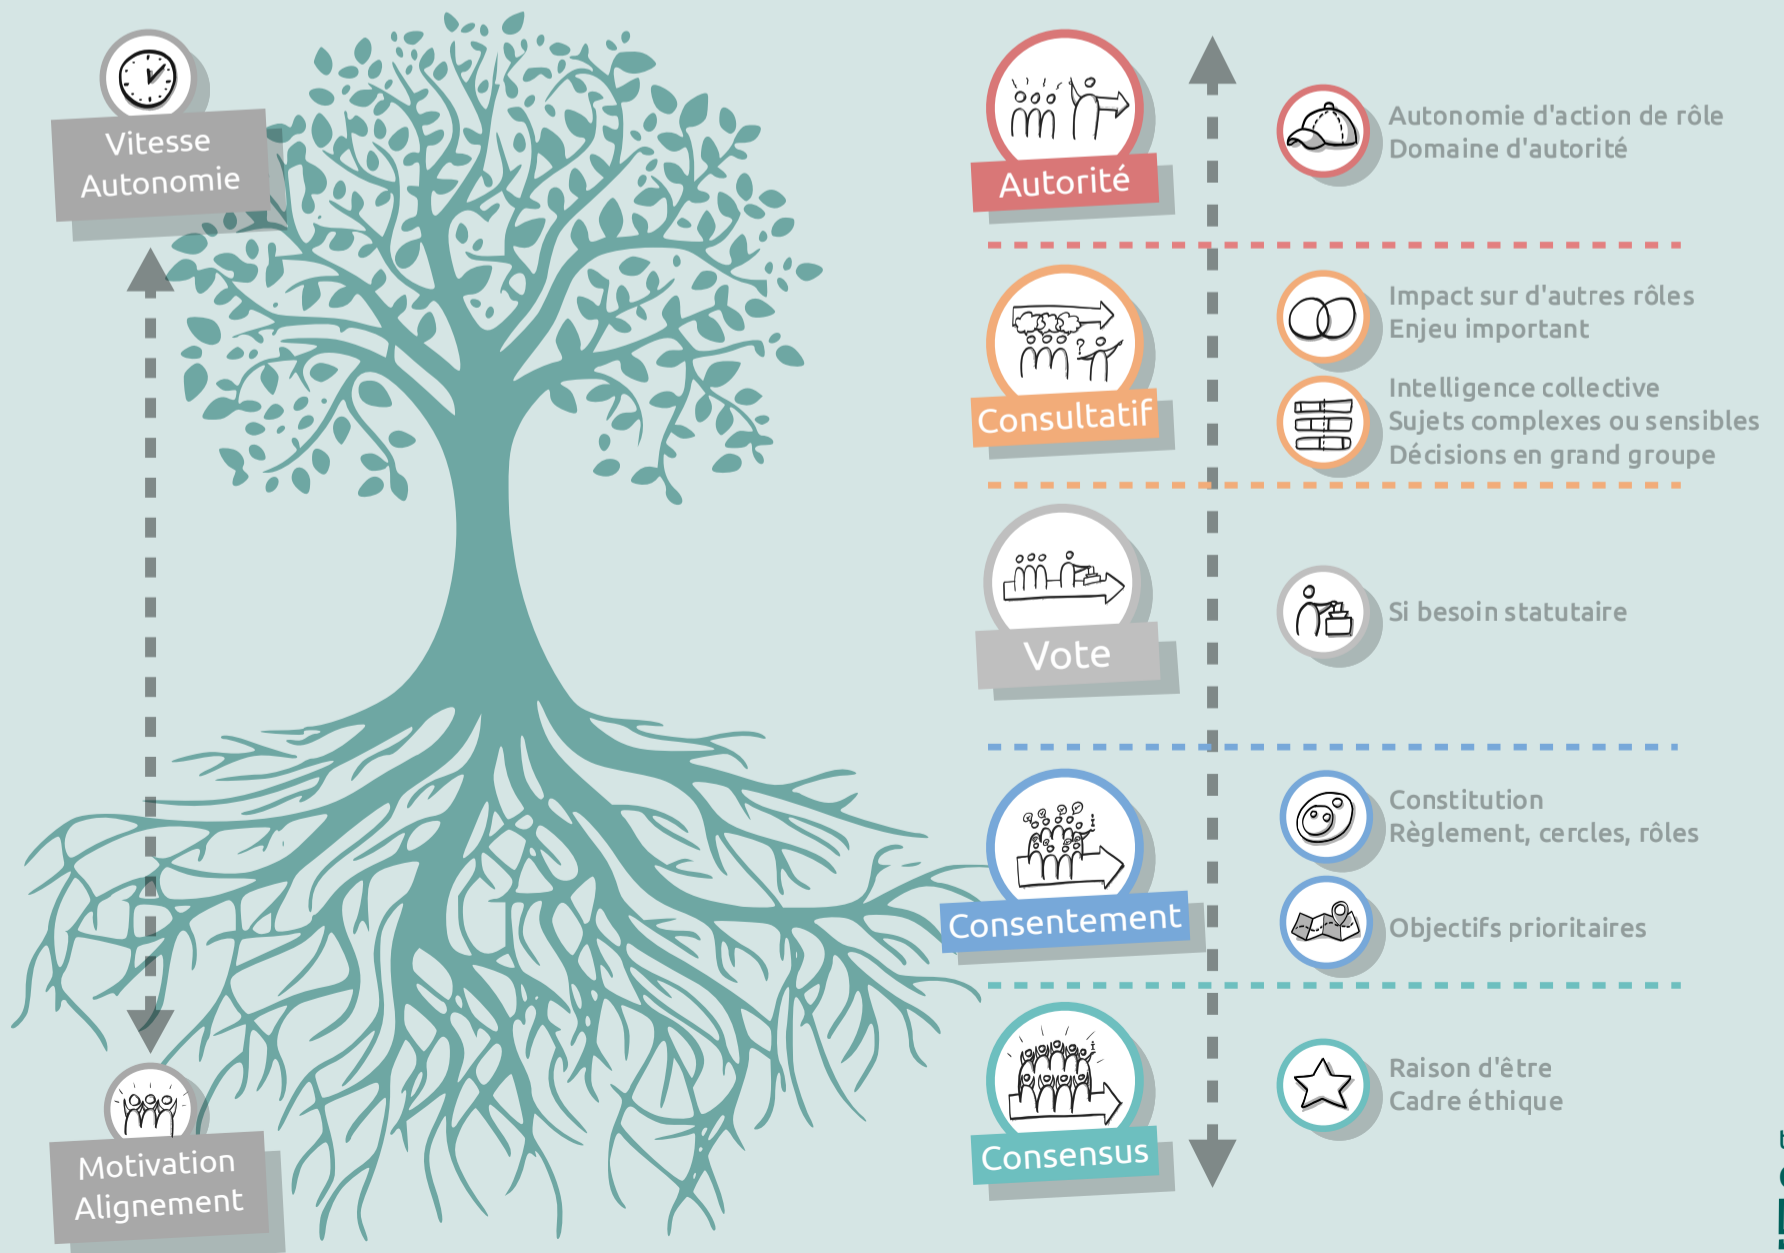 Vitesse
Autonomie
Motivation
Alignement
Autorité
Autonomie d'action de rôle
Domaine d'autorité
Consultatif
Impact sur d'autres rôles
Enjeu important
Intelligence collective
Sujets complexes ou sensibles
Décisions en grand groupe
Vote
Si besoin statutaire
Consentement
Constitution
Règlement, cercles, rôles
Objectifs prioritaires
Consensus
Raison d'être
Cadre éthique